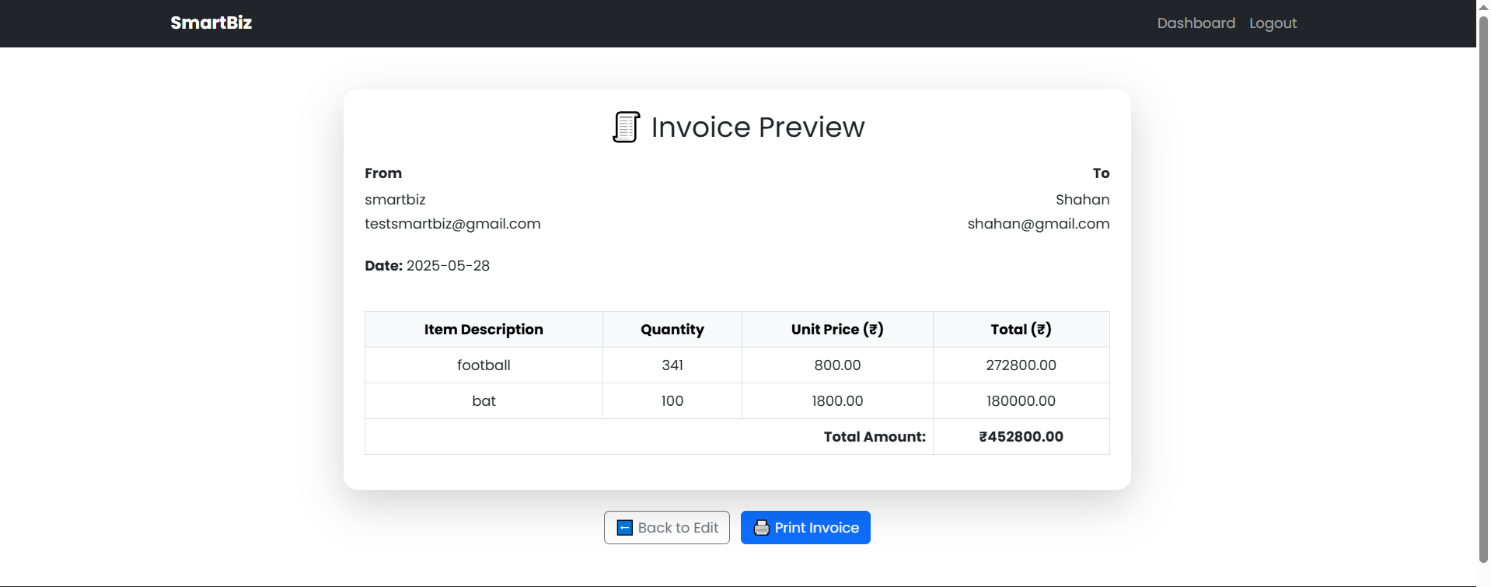 SmartBiz
Dashboard Logout
Invoice Preview
From To
smartbiz Shahan
testsmartbiz@gmail.com shahan@gmail.com
Date: 2025-05-28
Item Description Quantity Unit Price (₹) Total (₹)
football 341 800.00 272800.00
bat 100 1800.00 180000.00
Total Amount: ₹452800.00
Back to Edit Print Invoice